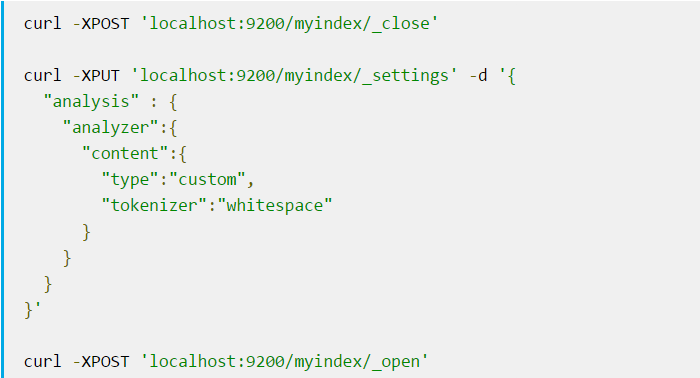 curl -XPOST 'localhost:9200/myindex/_close'
curl -XPUT 'localhost:9200/myindex/_settings' -d '{
  "analysis" : {
    "analyzer":{
      "content":{
        "type":"custom",
        "tokenizer":"whitespace"
      }
    }
  }
}'
curl -XPOST 'localhost:9200/myindex/_open'